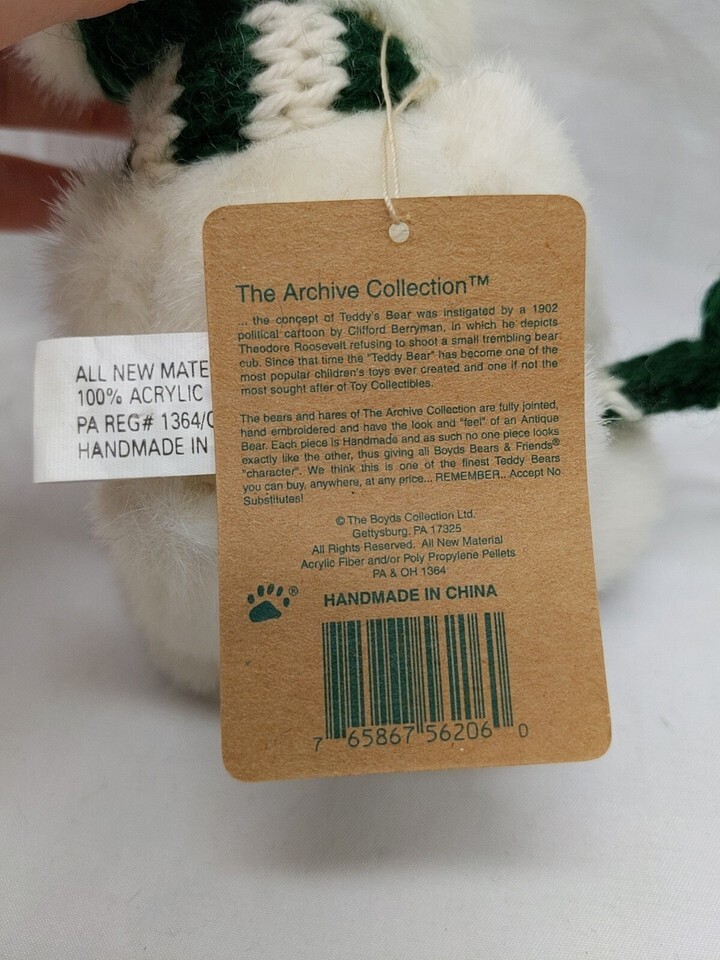 The Archive Collection™
... the concept of Teddy's Bear was instigated by a 1902
political cartoon by Clifford Berryman, in which he depicts
Theodore Roosevelt refusing to shoot a small trembling bear
cub. Since that time the "Teddy Bear" has become one of the
most popular children's toys ever created and one if not the
most sought after of Toy Collectibles.
The bears and hares of The Archive Collection are fully jointed,
hand embroidered and have the look and "feel" of an Antique
Bear. Each piece is Handmade and as such no one piece looks
exactly like the other, thus giving all Boyds Bears & Friends®
"character". We think this is one of the finest Teddy Bears
you can buy, anywhere, at any price... REMEMBER.. Accept No
Substitutes!
© The Boyds Collection Ltd.
Gettysburg, PA 17325
All Rights Reserved. All New Material
Acrylic Fiber and/or Poly Propylene Pellets
PA & OH 1364
®
HANDMADE IN CHINA
7 65867 56206 0
ALL NEW MATE
100% ACRYLIC
PA REG# 1364/
HANDMADE IN